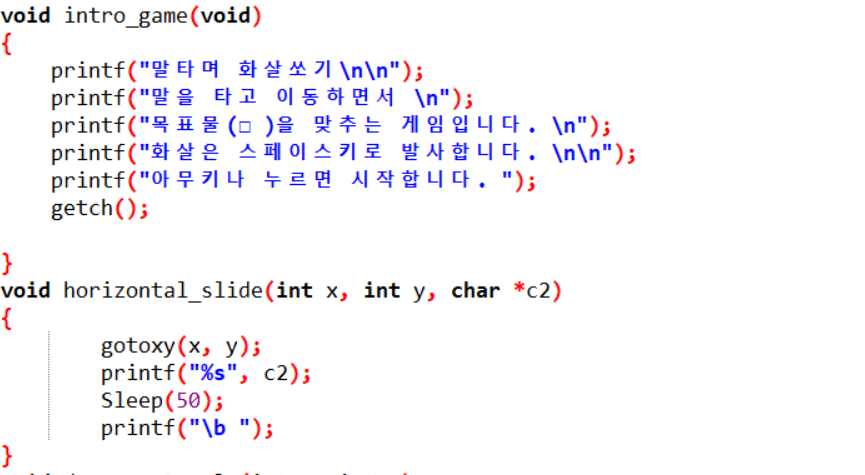 void intro_game(void)
{
printf("말타며 화살쏘기\n\n");
printf("말을 타고 이동하면서 \n");
printf("목표물(□ )을 맞추는 게임입니다. \n");
printf("화살은 스페이스키로 발사합니다. \n\n");
printf("아무키나 누르면 시작합니다. ");
getch();
}
void horizontal_slide(int x, int y, char *c2)
{
gotoxy(x, y);
printf("%s", c2);
Sleep(50);
printf("\b ");
}